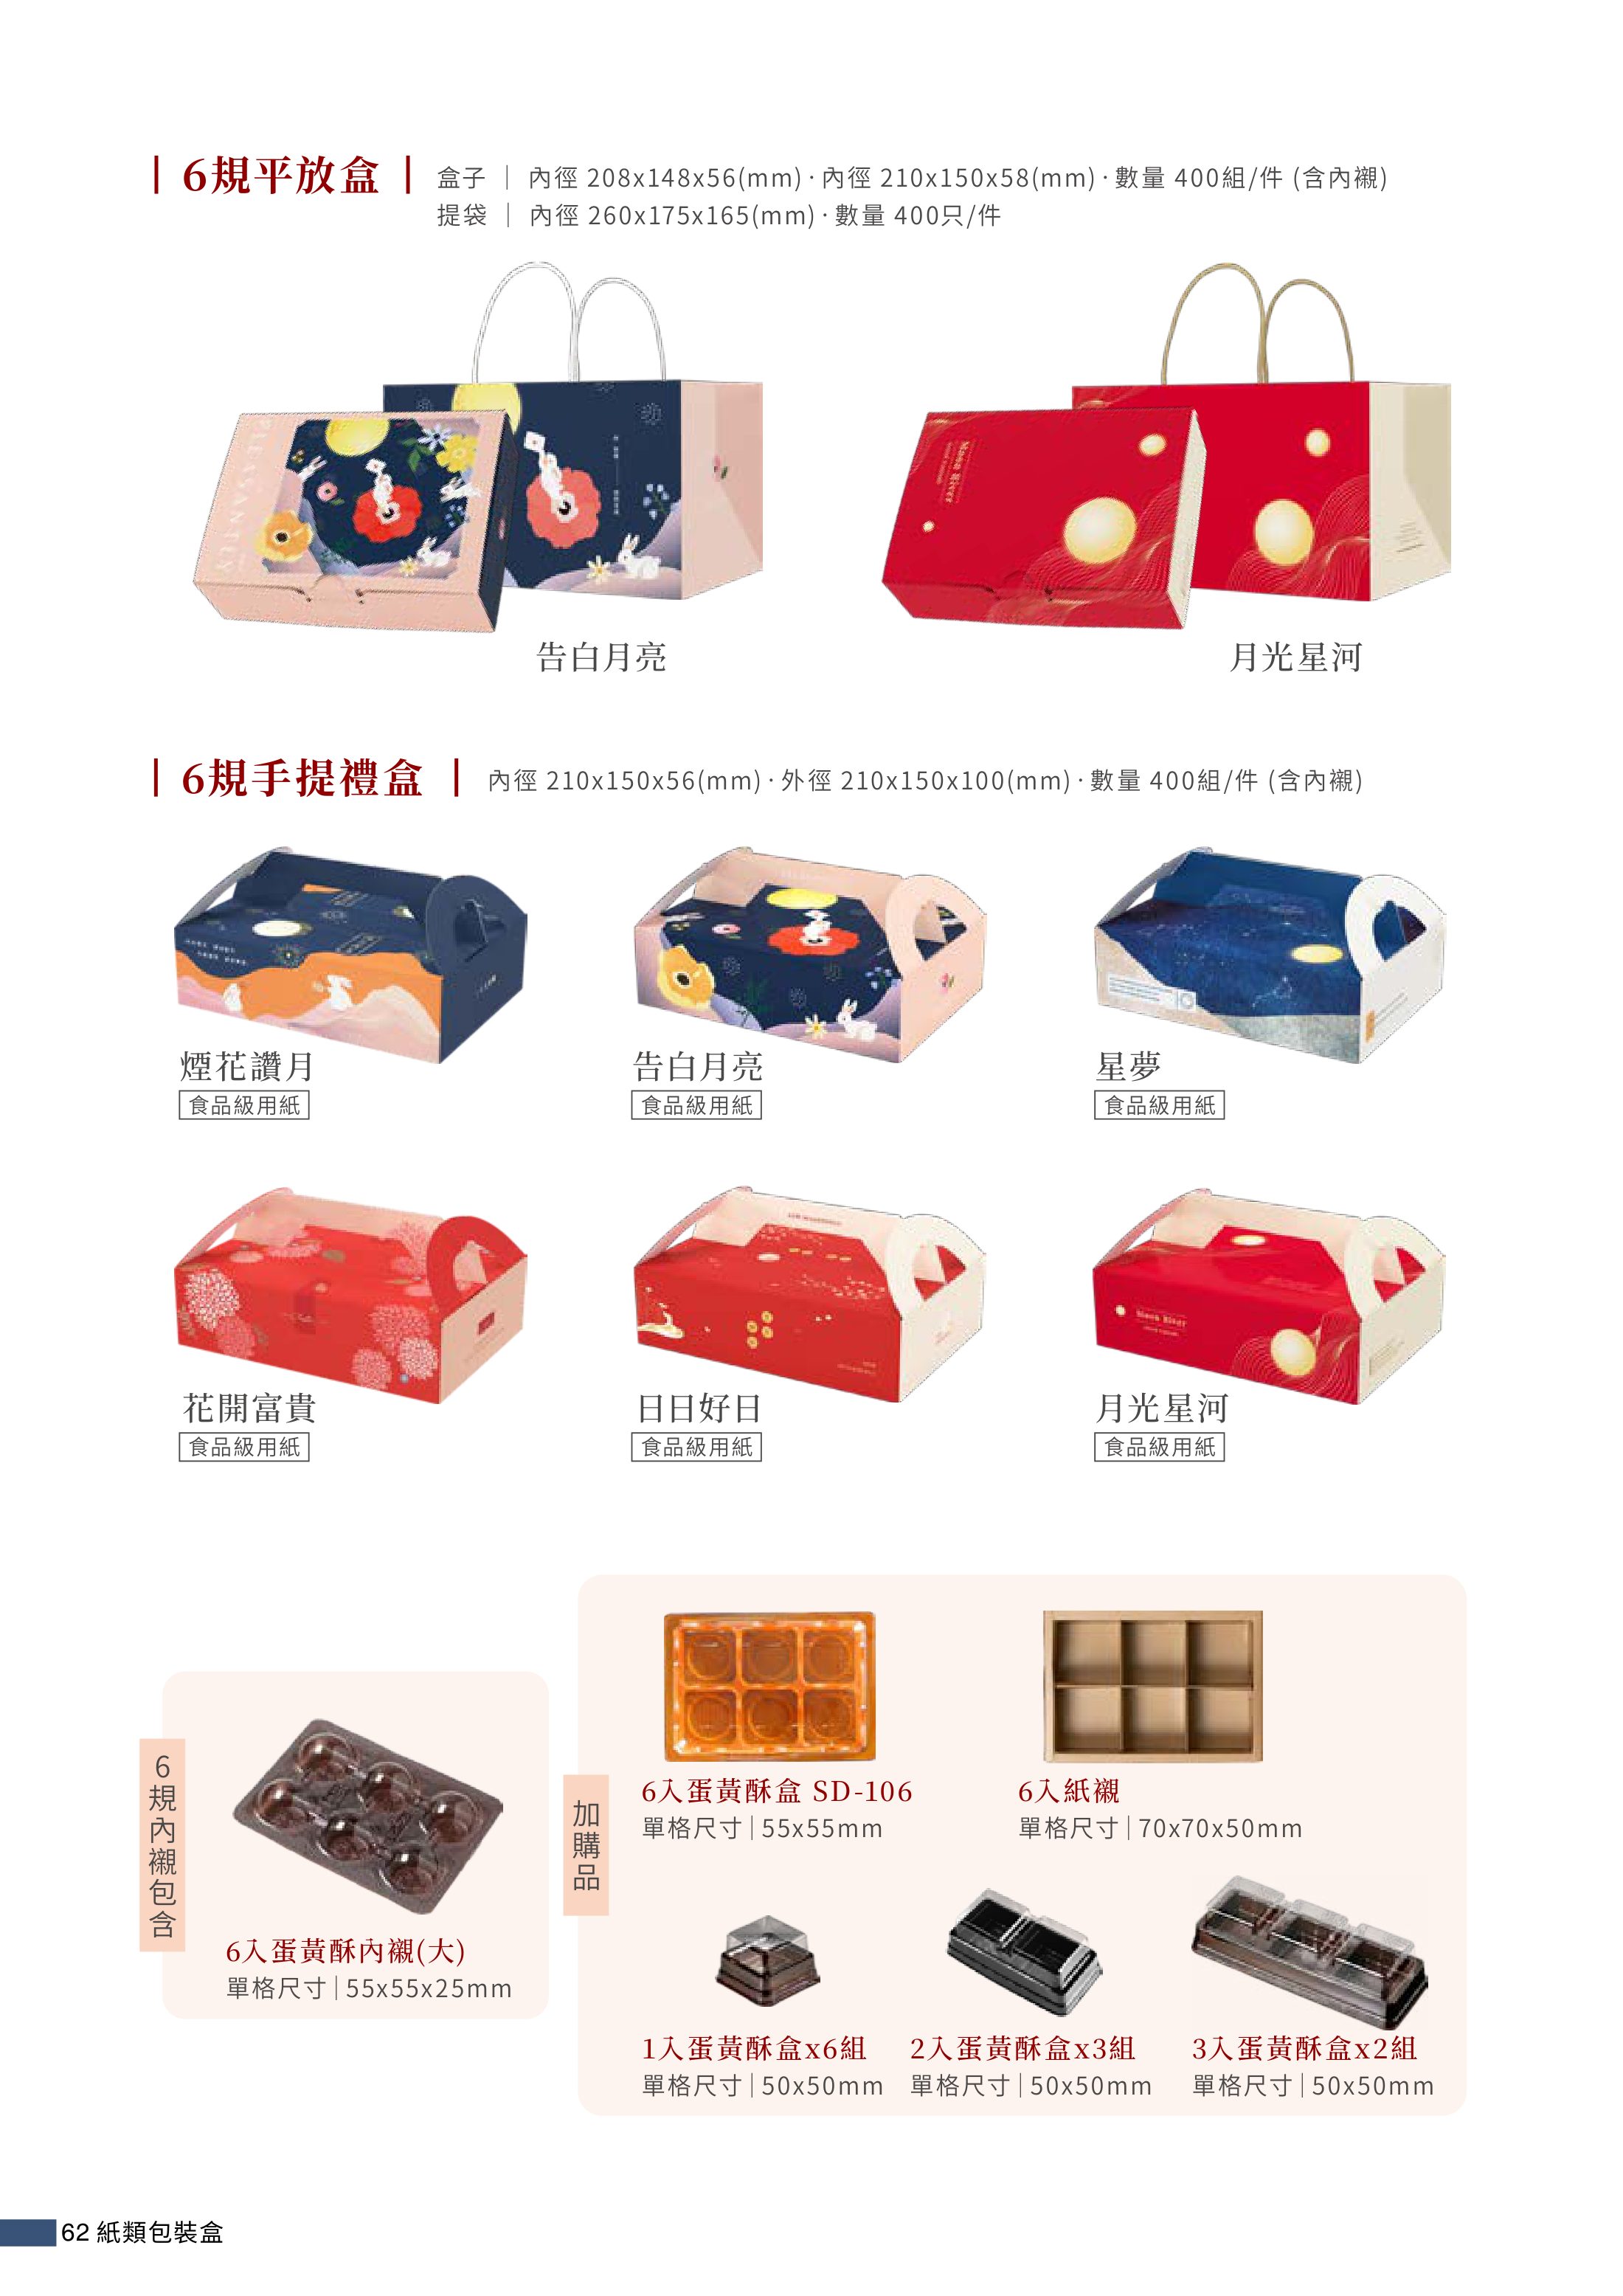 6規平放盒
盒子 | 內徑 208x148x56(mm)·內徑 210x150x58(mm)·數量 400組/件 (含內襯)
提袋 | 內徑 260x175x165(mm)·數量 400只/件
PLEASANTLY
Moon River
告白月亮
月光星河
6規手提禮盒
內徑 210x150x56(mm)·外徑 210x150x100(mm)·數量 400組/件 (含內襯)
煙花讚月
食品級用紙
告白月亮
食品級用紙
星夢
食品級用紙
Moon River
花開富貴
食品級用紙
日日好日
食品級用紙
月光星河
食品級用紙
6規內襯包含
6入蛋黃酥內襯(大)
單格尺寸|55x55x25mm
加購品
6入蛋黃酥盒 SD-106
單格尺寸|55x55mm
6入紙襯
單格尺寸|70x70x50mm
1入蛋黃酥盒x6組
單格尺寸|50x50mm
2入蛋黃酥盒x3組
單格尺寸|50x50mm
3入蛋黃酥盒x2組
單格尺寸|50x50mm
62 紙類包裝盒